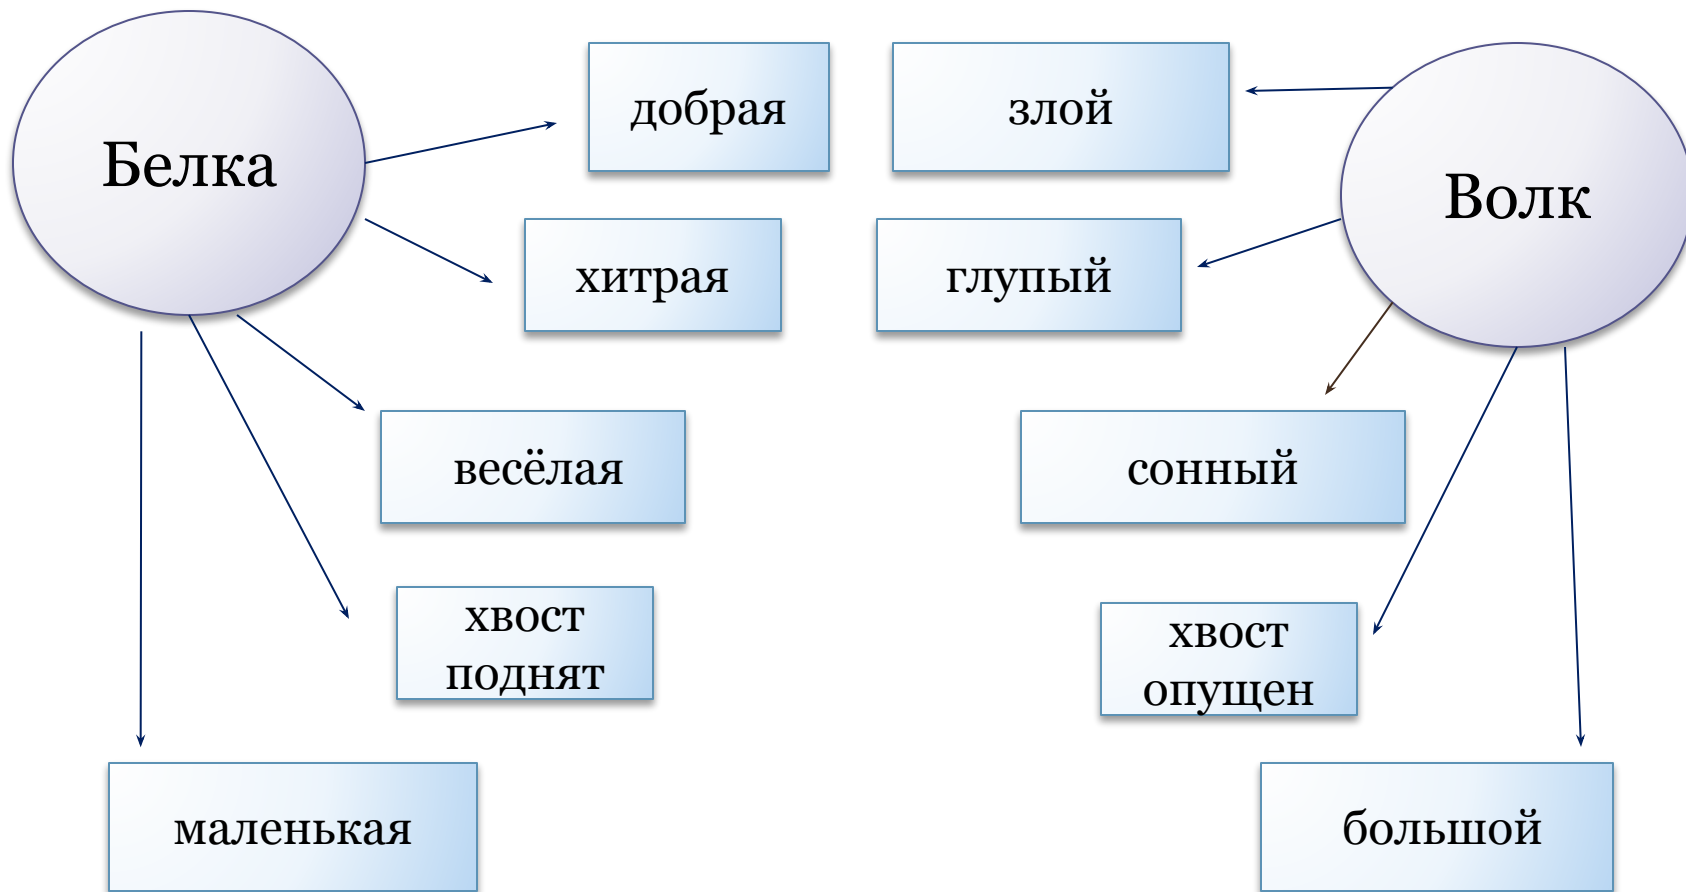 Белка
добрая
хитрая
весёлая
хвост
поднят
маленькая
Волк
злой
глупый
сонный
хвост
опущен
большой